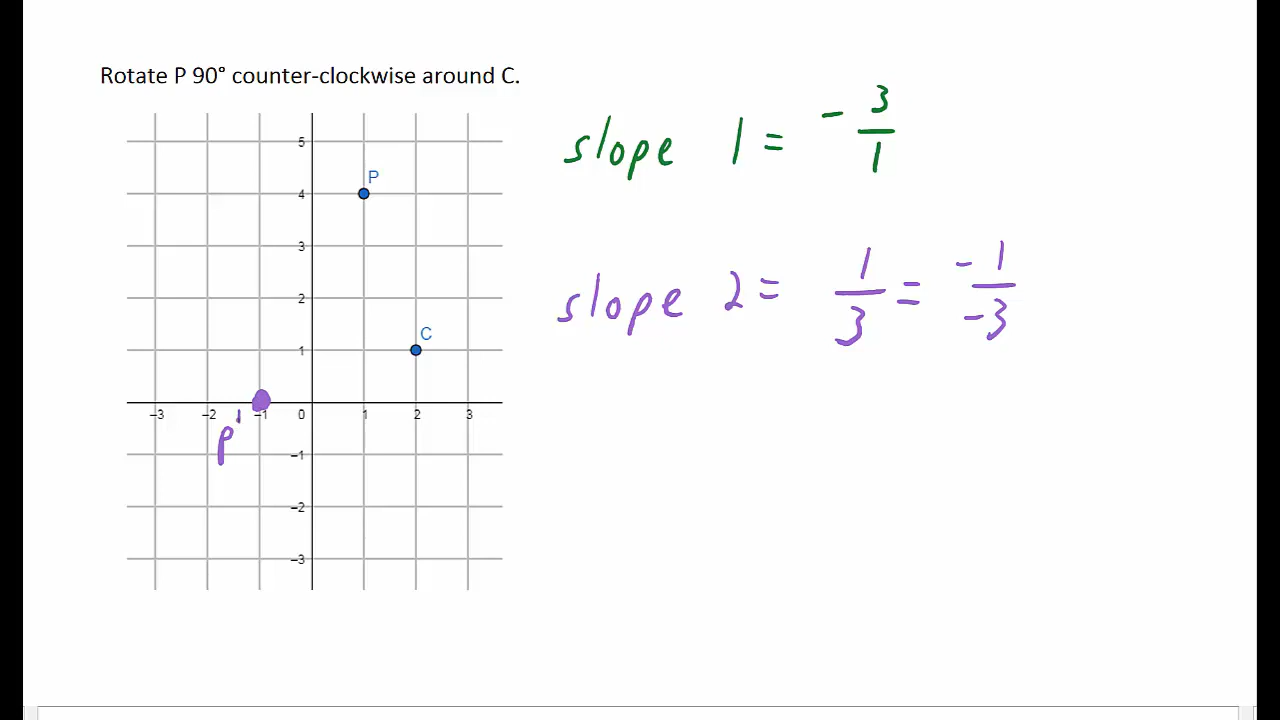 Rotate P 90° counter-clockwise around C.
slope 1 = - 3/1
5
P
4
3
slope 2 = 1/3 = -1/-3
2
C
1
-3 -2 -1 0 1 2 3
P'
-1
-2
-3